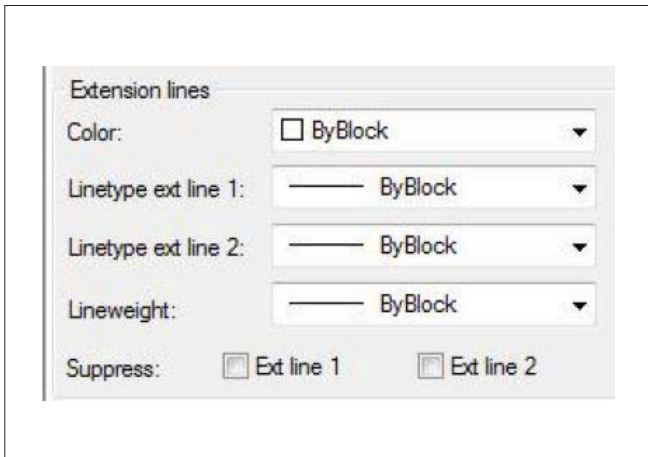 Extension lines
Color: ByBlock
Linetype ext line 1: ByBlock
Linetype ext line 2: ByBlock
Lineweight: ByBlock
Suppress: Ext line 1 Ext line 2